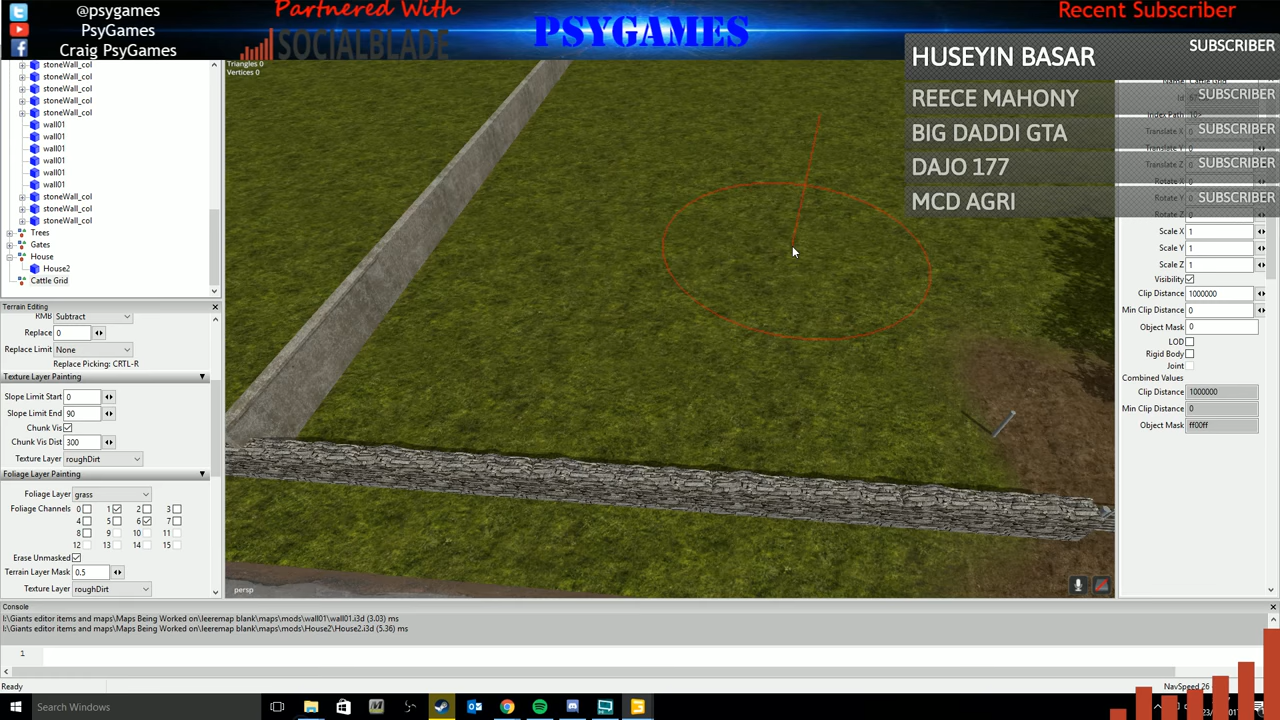 @psygames
PsyGames
Craig PsyGames
Partnered With
SOCIALBLADE
PSYGAMES
Recent Subscriber
HUSEYIN BASAR SUBSCRIBER
REECE MAHONY SUBSCRIBER
BIG DADDI GTA SUBSCRIBER
DAJO 177 SUBSCRIBER
MCD AGRI SUBSCRIBER
stoneWall_col
stoneWall_col
stoneWall_col
stoneWall_col
stoneWall_col
wall01
wall01
wall01
wall01
wall01
wall01
stoneWall_col
stoneWall_col
stoneWall_col
Trees
Gates
House
House2
Cattle Grid
Triangles 0
Vertices 0
Terrain Editing
RMB Subtract
Replace 0
Replace Limit None
Replace Picking: CRTL-R
Texture Layer Painting
Slope Limit Start 0
Slope Limit End 90
Chunk Vis
Chunk Vis Dist 300
Texture Layer roughDirt
Foliage Layer Painting
Foliage Layer grass
Foliage Channels 0 1 2 3
4 5 6 7
8 9 10 11
12 13 14 15
Erase Unmasked
Terrain Layer Mask 0.5
Texture Layer roughDirt
persp
Scale X 1
Scale Y 1
Scale Z 1
Visibility
Clip Distance 1000000
Min Clip Distance 0
Object Mask 0
LOD
Rigid Body
Joint
Combined Values
Clip Distance 1000000
Min Clip Distance 0
Object Mask ff00ff
Console
I:\Giants editor items and maps\Maps Being Worked on\leeremap blank\maps\mods\wall01\wall01.i3d (3.03) ms
I:\Giants editor items and maps\Maps Being Worked on\leeremap blank\maps\mods\House2\House2.i3d (5.36) ms
1
Ready
NavSpeed 26
Search Windows